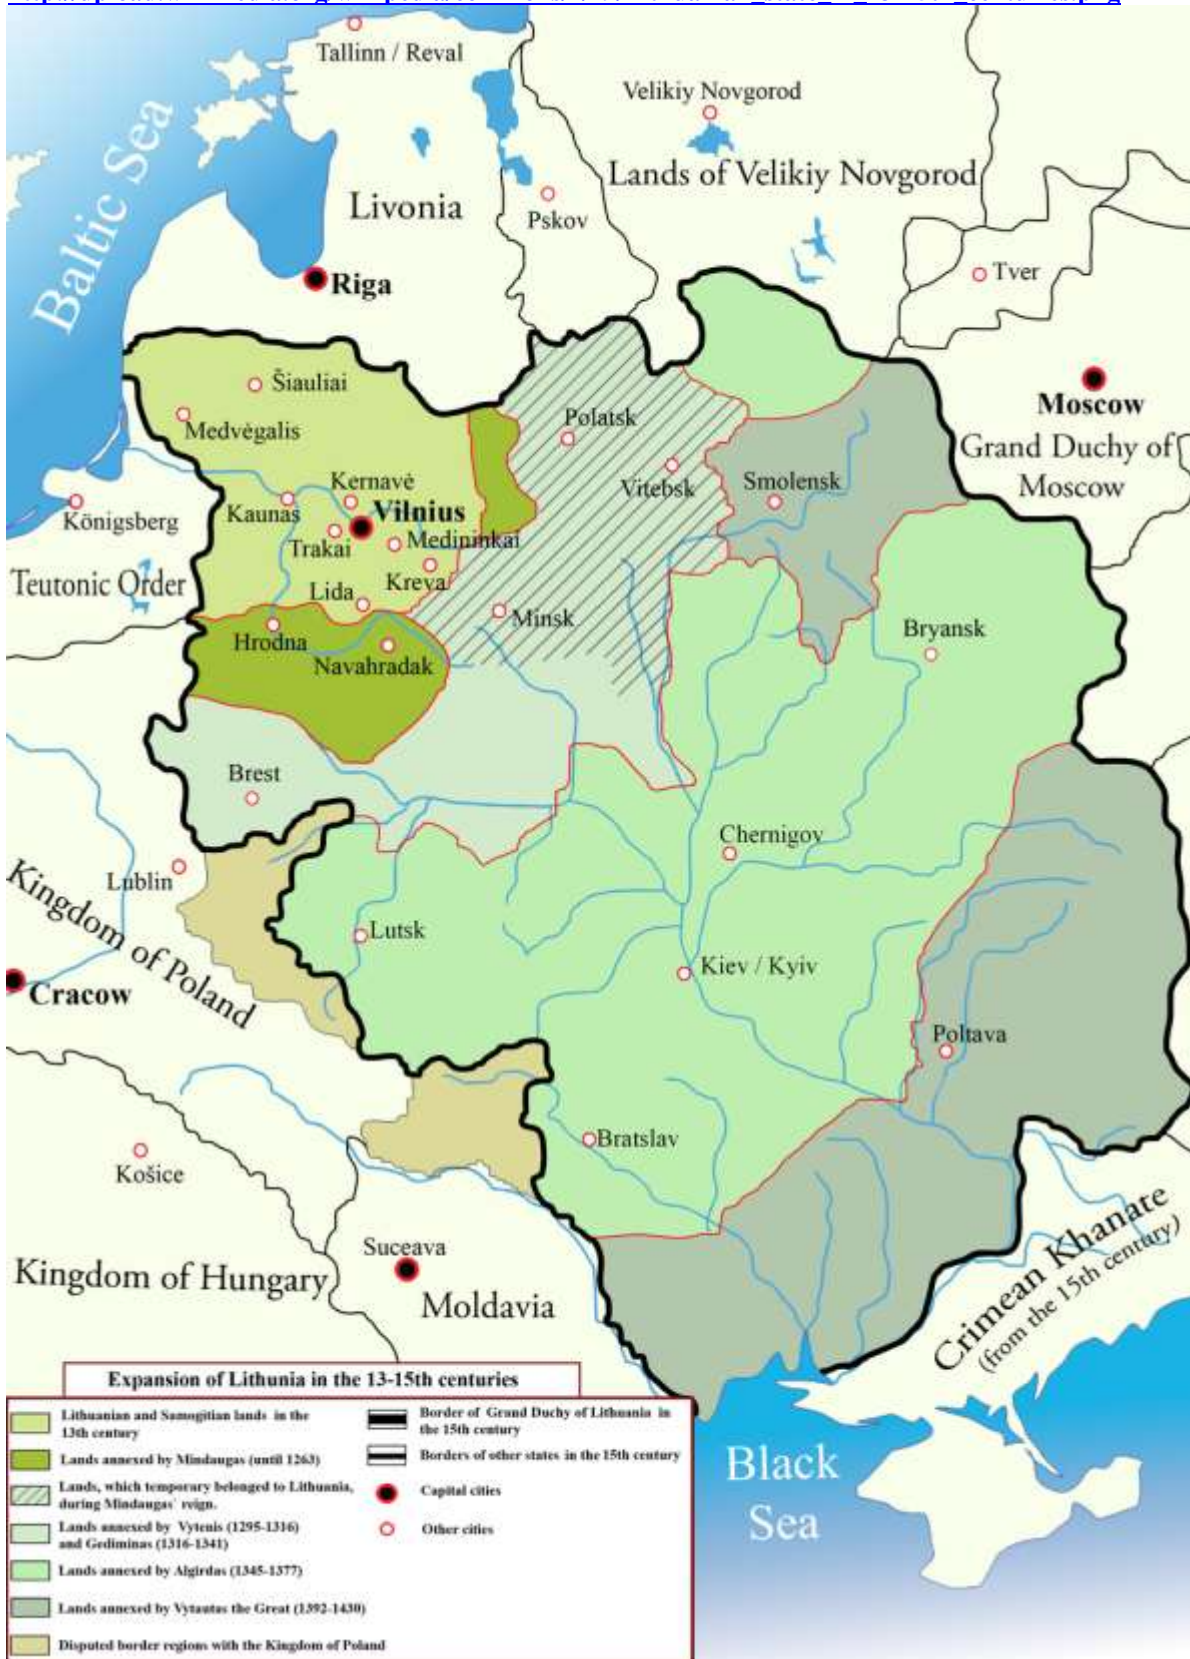 Tallinn / Reval
Velikiy Novgorod
Lands of Velikiy Novgorod
Baltic Sea
Livonia
Pskov
Riga
Tver
Šiauliai
Medvėgalis
Polatsk
Moscow
Grand Duchy of
Moscow
Kernavė
Vitebsk
Smolensk
Königsberg
Kaunas
Vilnius
Trakai
Medininkai
Teutonic Order
Lida
Kreva
Minsk
Hrodna
Navahradak
Bryansk
Brest
Chernigov
Lublin
Kingdom of Poland
Lutsk
Kiev / Kyiv
Cracow
Poltava
Bratslav
Košice
Suceava
Kingdom of Hungary
Moldavia
Crimean Khanate
(from the 15th century)
Black
Sea
Expansion of Lithunia in the 13-15th centuries
Lithuanian and Samogitian lands in the
13th century
Lands annexed by Mindaugas (until 1263)
Lands, which temporary belonged to Lithuania,
during Mindaugas` reign.
Lands annexed by Vytenis (1295-1316)
and Gediminas (1316-1341)
Lands annexed by Algirdas (1345-1377)
Lands annexed by Vytautas the Great (1392-1430)
Disputed border regions with the Kingdom of Poland
Border of Grand Duchy of Lithuania in
the 15th century
Borders of other states in the 15th century
Capital cities
Other cities